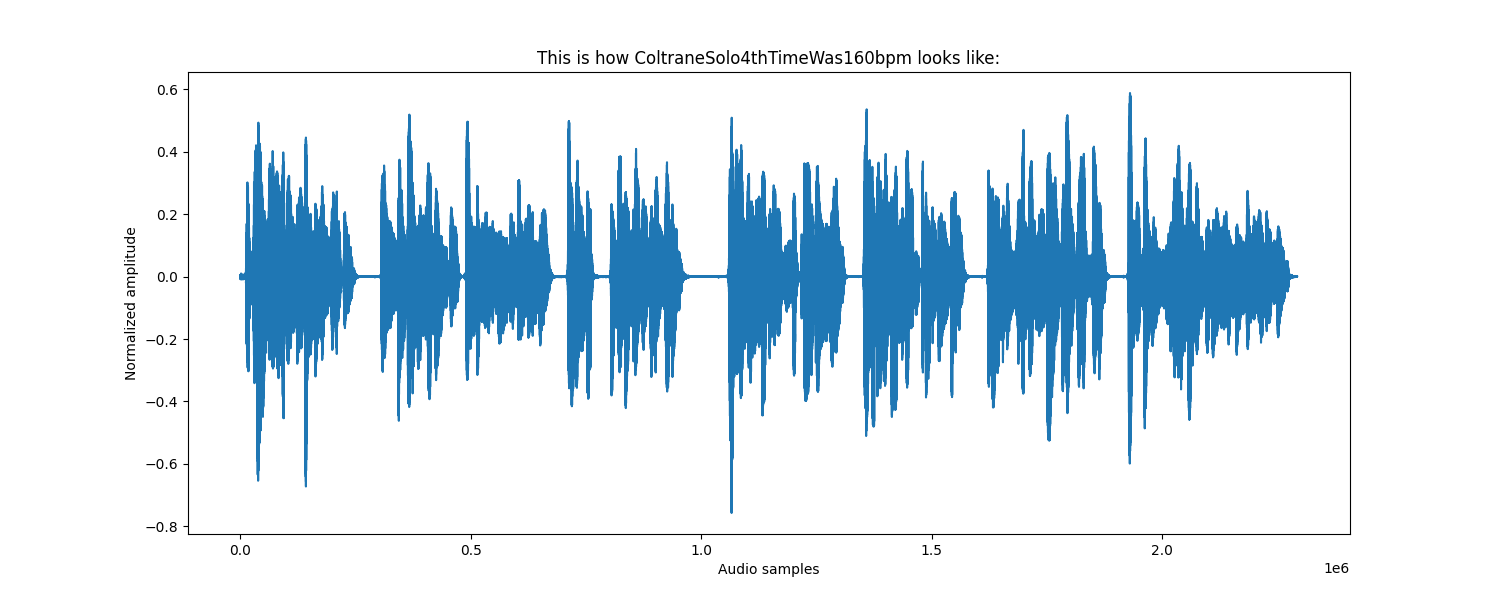 This is how ColtraneSolo4thTimeWas160bpm looks like:
0.6
0.4
0.2
0.0
−0.2
−0.4
−0.6
−0.8
Normalized amplitude
0.0 0.5 1.0 1.5 2.0
Audio samples
1e6